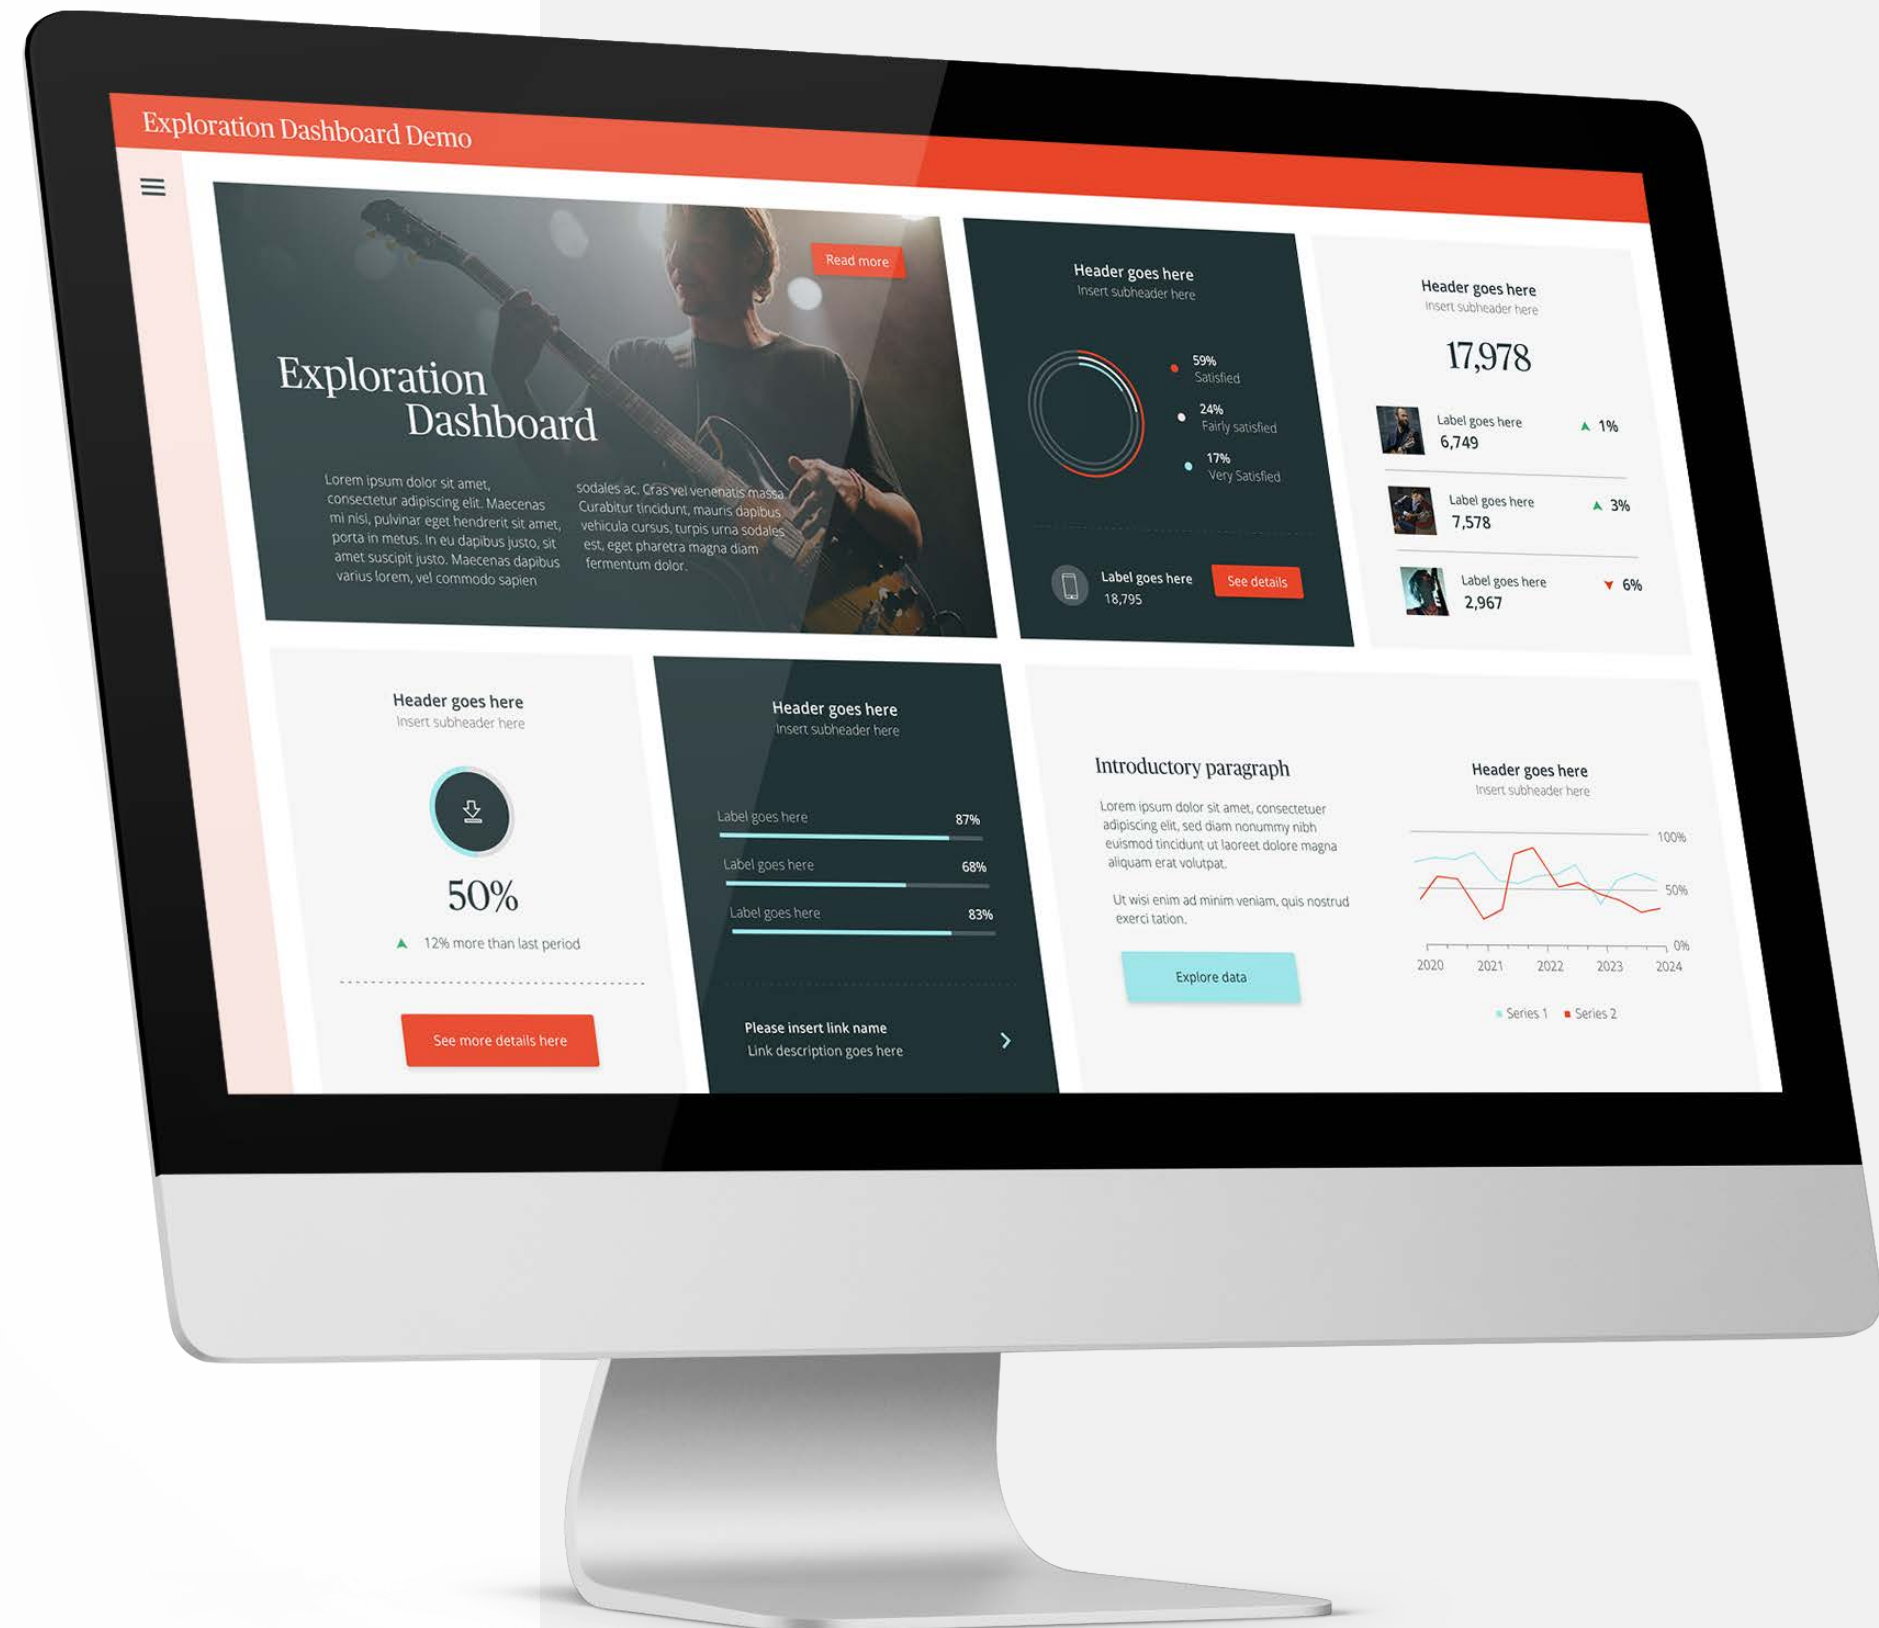 Exploration Dashboard Demo
Read more
Exploration
Dashboard
Lorem ipsum dolor sit amet,
consectetur adipiscing elit. Maecenas
mi nisl, pulvinar eget hendrerit sit amet,
porta in metus. In eu dapibus justo, sit
amet suscipit justo. Maecenas dapibus
varius lorem, vel commodo sapien
sodales ac. Cras vel venenatis massa.
Curabitur tincidunt, mauris dapibus
vehicula cursus, turpis urna sodales
est, eget pharetra magna diam
fermentum dolor.
Header goes here
Insert subheader here
59%
Satisfied
24%
Fairly satisfied
17%
Very Satisfied
Label goes here
18,795
See details
Header goes here
Insert subheader here
17,978
Label goes here
6,749
1%
Label goes here
7,578
3%
Label goes here
2,967
6%
Header goes here
Insert subheader here
50%
12% more than last period
See more details here
Header goes here
Insert subheader here
Label goes here 87%
Label goes here 68%
Label goes here 83%
Please insert link name
Link description goes here
Introductory paragraph
Lorem ipsum dolor sit amet, consectetuer
adipiscing elit, sed diam nonummy nibh
euismod tincidunt ut laoreet dolore magna
aliquam erat volutpat.
Ut wisi enim ad minim veniam, quis nostrud
exerci tation.
Explore data
Header goes here
Insert subheader here
100%
50%
0%
2020 2021 2022 2023 2024
Series 1 Series 2